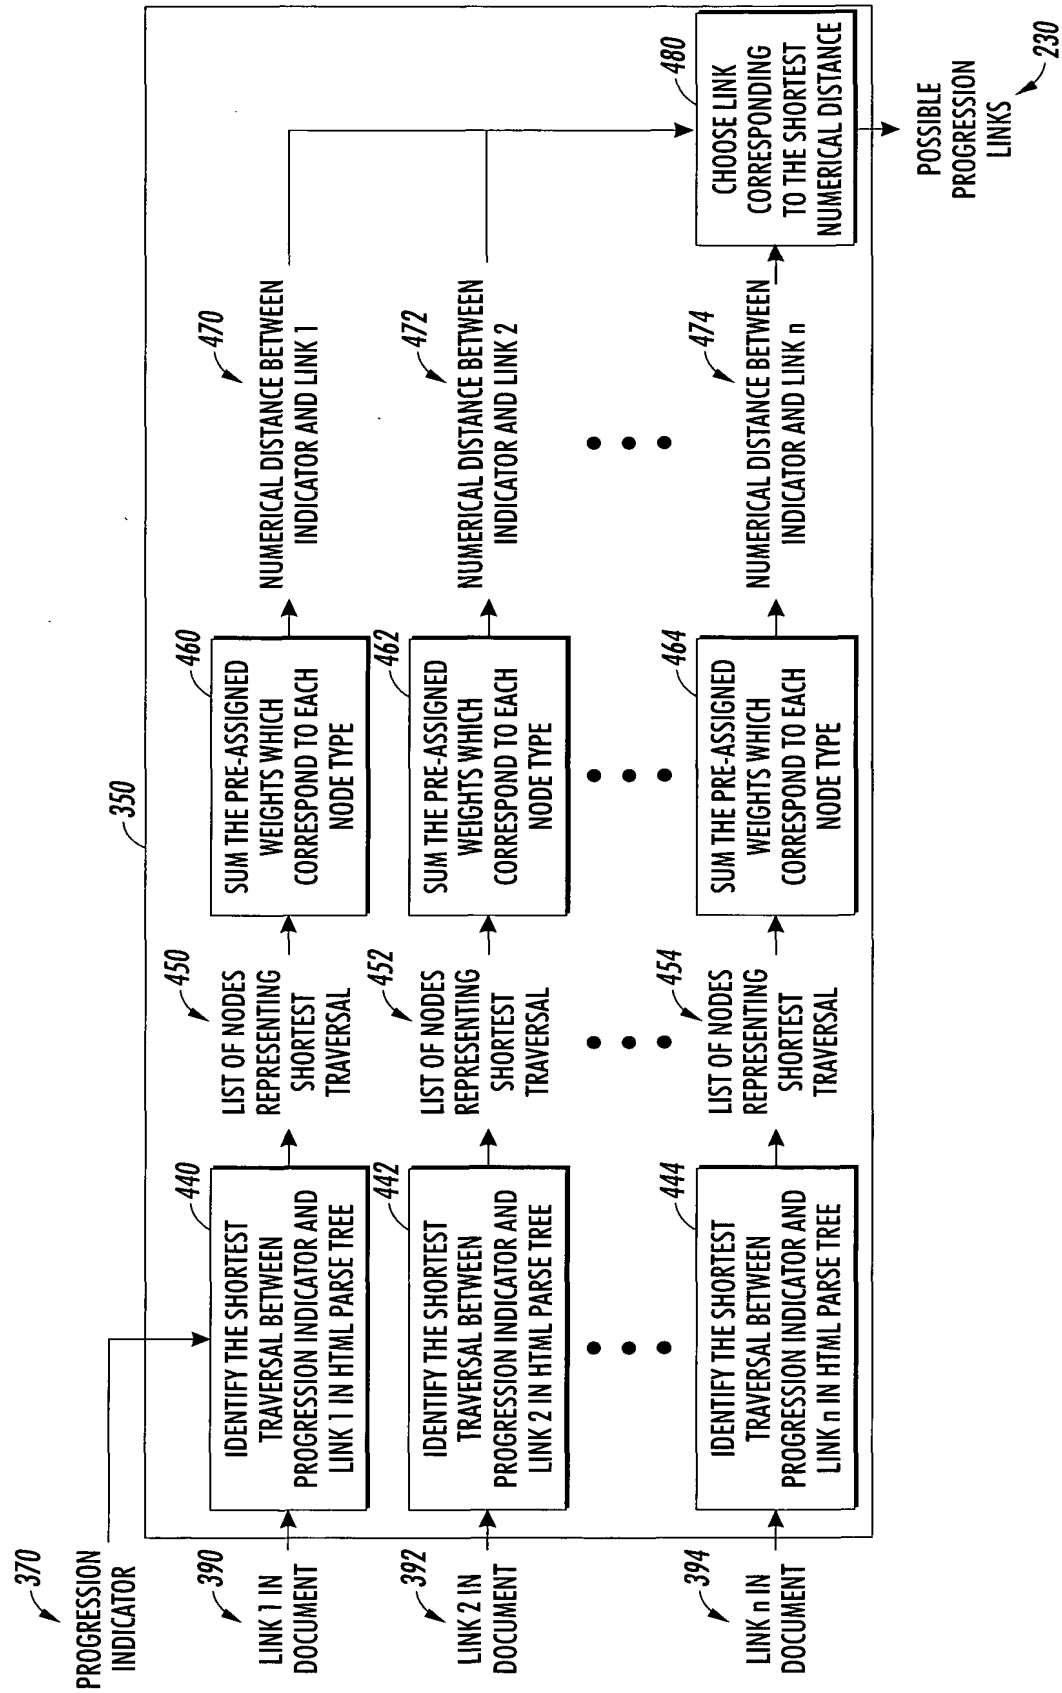 370
PROGRESSION
INDICATOR
350
390
LINK 1 IN
DOCUMENT
440
IDENTIFY THE SHORTEST
TRAVERSAL BETWEEN
PROGRESSION INDICATOR AND
LINK 1 IN HTML PARSE TREE
450
LIST OF NODES
REPRESENTING
SHORTEST
TRAVERSAL
460
SUM THE PRE-ASSIGNED
WEIGHTS WHICH
CORRESPOND TO EACH
NODE TYPE
470
NUMERICAL DISTANCE BETWEEN
INDICATOR AND LINK 1
392
LINK 2 IN
DOCUMENT
442
IDENTIFY THE SHORTEST
TRAVERSAL BETWEEN
PROGRESSION INDICATOR AND
LINK 2 IN HTML PARSE TREE
452
LIST OF NODES
REPRESENTING
SHORTEST
TRAVERSAL
462
SUM THE PRE-ASSIGNED
WEIGHTS WHICH
CORRESPOND TO EACH
NODE TYPE
472
NUMERICAL DISTANCE BETWEEN
INDICATOR AND LINK 2
394
LINK n IN
DOCUMENT
444
IDENTIFY THE SHORTEST
TRAVERSAL BETWEEN
PROGRESSION INDICATOR AND
LINK n IN HTML PARSE TREE
454
LIST OF NODES
REPRESENTING
SHORTEST
TRAVERSAL
464
SUM THE PRE-ASSIGNED
WEIGHTS WHICH
CORRESPOND TO EACH
NODE TYPE
474
NUMERICAL DISTANCE BETWEEN
INDICATOR AND LINK n
480
CHOOSE LINK
CORRESPONDING
TO THE SHORTEST
NUMERICAL DISTANCE
POSSIBLE
PROGRESSION
LINKS
230